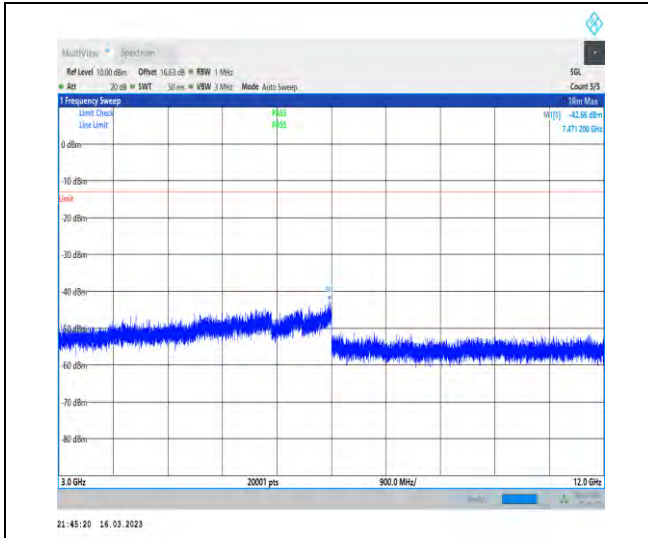 MultiView Spectrum
Ref Level 10.00 dBm Offset 16.63 dB RBW 1 MHz SGL
Att 20 dB SWT 50 ms VBW 3 MHz Mode Auto Sweep Count 5/5
1 Frequency Sweep 1Rm Max
Limit Check PASS M1[1] -42.66 dBm
Line Limit PASS 7.471 200 GHz
0 dBm
-10 dBm
Limit
-20 dBm
-30 dBm
-40 dBm
M1
-60 dBm
-70 dBm
-80 dBm
3.0 GHz 20001 pts 900.0 MHz/ 12.0 GHz
21:45:20 16.03.2023